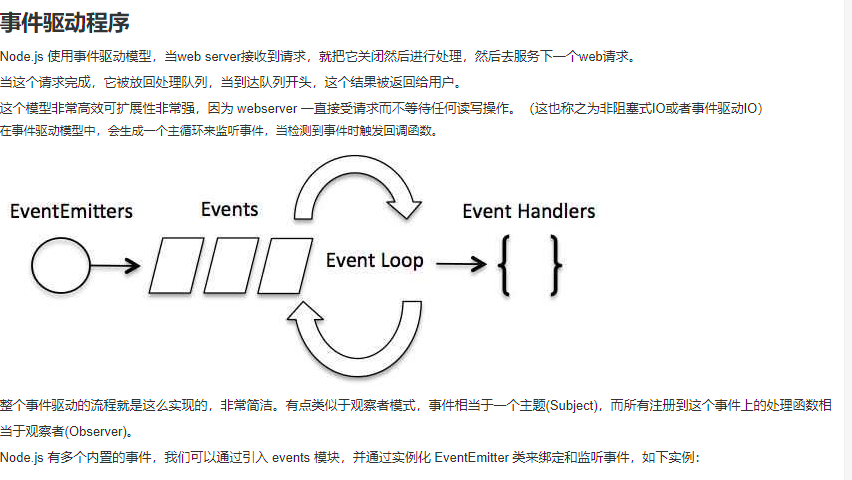 事件驱动程序
Node.js 使用事件驱动模型，当web server接收到请求，就把它关闭然后进行处理，然后去服务下一个web请求。
当这个请求完成，它被放回处理队列，当到达队列开头，这个结果被返回给用户。
这个模型非常高效可扩展性非常强，因为 webserver 一直接受请求而不等待任何读写操作。（这也称之为非阻塞式IO或者事件驱动IO）
在事件驱动模型中，会生成一个主循环来监听事件，当检测到事件时触发回调函数。
EventEmitters
Events
Event Loop
Event Handlers
整个事件驱动的流程就是这么实现的，非常简洁。有点类似于观察者模式，事件相当于一个主题(Subject)，而所有注册到这个事件上的处理函数相
当于观察者(Observer)。
Node.js 有多个内置的事件，我们可以通过引入 events 模块，并通过实例化 EventEmitter 类来绑定和监听事件，如下实例：